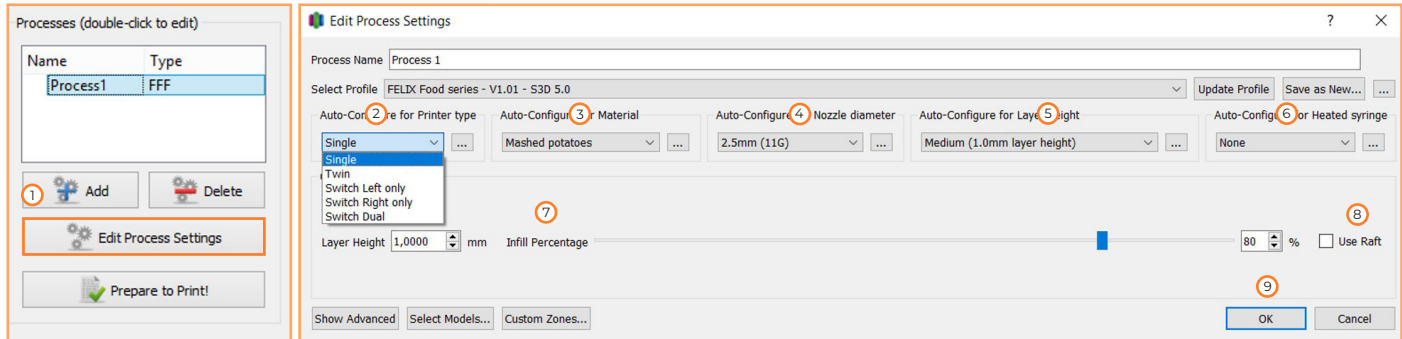 Processes (double-click to edit)
Name Type
Process1 FFF
1 Add Delete
Edit Process Settings
Prepare to Print!
Edit Process Settings ? ×
Process Name Process 1
Select Profile FELIX Food series - V1.01 - S3D 5.0 Update Profile Save as New... ...
2 3 4 5 6
Auto-Con re for Printer type Auto-Configu r Material Auto-Configure Nozzle diameter Auto-Configure for Lay eight Auto-Config or Heated syringe
Single ... Mashed potatoes ... 2.5mm (11G) ... Medium (1.0mm layer height) ... None ...
Single
Twin
Switch Left only
Switch Right only
Switch Dual
7 8
Layer Height 1,0000 mm Infill Percentage 80 % Use Raft
9
Show Advanced Select Models... Custom Zones... OK Cancel